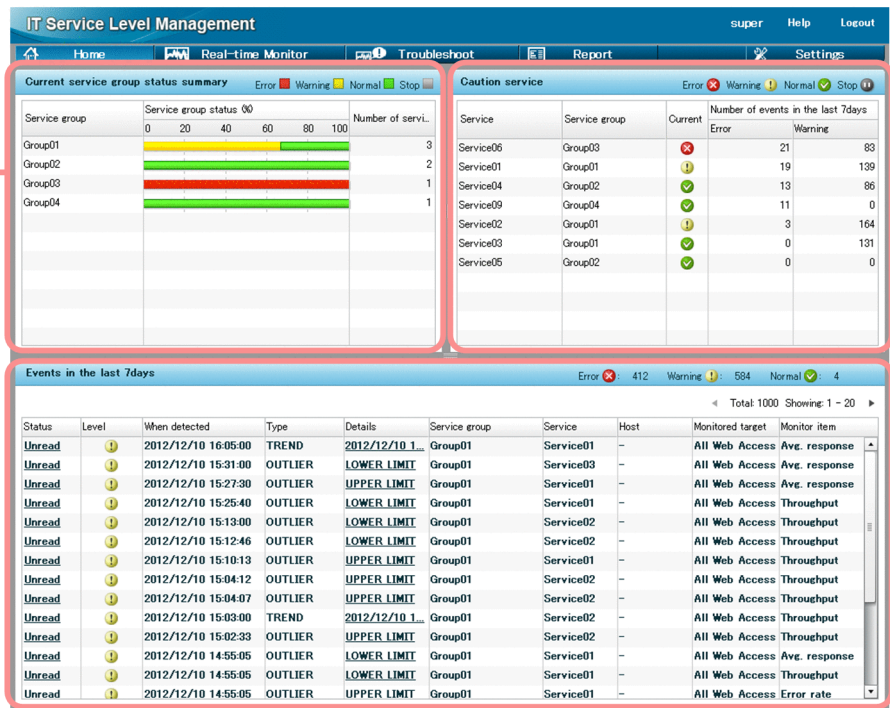 IT Service Level Management
super Help Logout
Home Real-time Monitor Troubleshoot Report Settings
Current service group status summary Error Warning Normal Stop
Service group Service group status (%) Number of servi...
0 20 40 60 80 100
Group01 3
Group02 2
Group03 1
Group04 1
Caution service Error Warning Normal Stop
Service Service group Current Number of events in the last 7days
Error Warning
Service06 Group03 21 83
Service01 Group01 19 139
Service04 Group02 13 86
Service09 Group04 11 0
Service02 Group01 3 164
Service03 Group01 0 131
Service05 Group02 0 0
Events in the last 7days Error : 412 Warning : 584 Normal : 4
Total: 1000 Showing: 1 - 20
Status Level When detected Type Details Service group Service Host Monitored target Monitor item
Unread 2012/12/10 16:05:00 TREND 2012/12/10 1... Group01 Service01 - All Web Access Avg. response
Unread 2012/12/10 15:31:00 OUTLIER LOWER LIMIT Group01 Service03 - All Web Access Avg. response
Unread 2012/12/10 15:27:30 OUTLIER UPPER LIMIT Group01 Service01 - All Web Access Avg. response
Unread 2012/12/10 15:25:40 OUTLIER LOWER LIMIT Group01 Service01 - All Web Access Throughput
Unread 2012/12/10 15:13:00 OUTLIER LOWER LIMIT Group01 Service02 - All Web Access Throughput
Unread 2012/12/10 15:12:46 OUTLIER LOWER LIMIT Group01 Service02 - All Web Access Throughput
Unread 2012/12/10 15:10:13 OUTLIER UPPER LIMIT Group01 Service01 - All Web Access Throughput
Unread 2012/12/10 15:04:12 OUTLIER UPPER LIMIT Group01 Service02 - All Web Access Throughput
Unread 2012/12/10 15:04:07 OUTLIER UPPER LIMIT Group01 Service02 - All Web Access Throughput
Unread 2012/12/10 15:03:00 TREND 2012/12/10 1... Group01 Service02 - All Web Access Throughput
Unread 2012/12/10 15:02:33 OUTLIER UPPER LIMIT Group01 Service02 - All Web Access Throughput
Unread 2012/12/10 14:55:05 OUTLIER LOWER LIMIT Group01 Service01 - All Web Access Avg. response
Unread 2012/12/10 14:55:05 OUTLIER LOWER LIMIT Group01 Service01 - All Web Access Throughput
Unread 2012/12/10 14:55:05 OUTLIER UPPER LIMIT Group01 Service01 - All Web Access Error rate